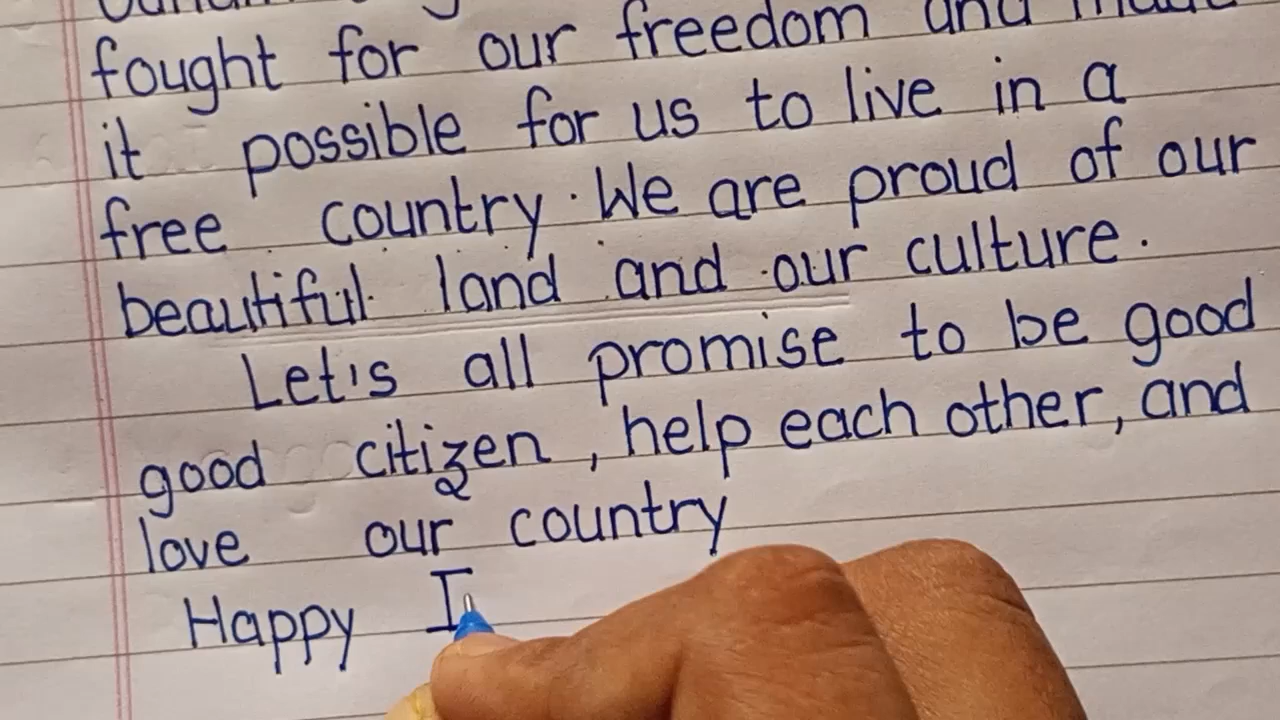 fought for our freedom and made
it possible for us to live in a
free country. We are proud of our
beautiful land and our culture.
Let's all promise to be good
good citizen, help each other, and
love our country
Happy I